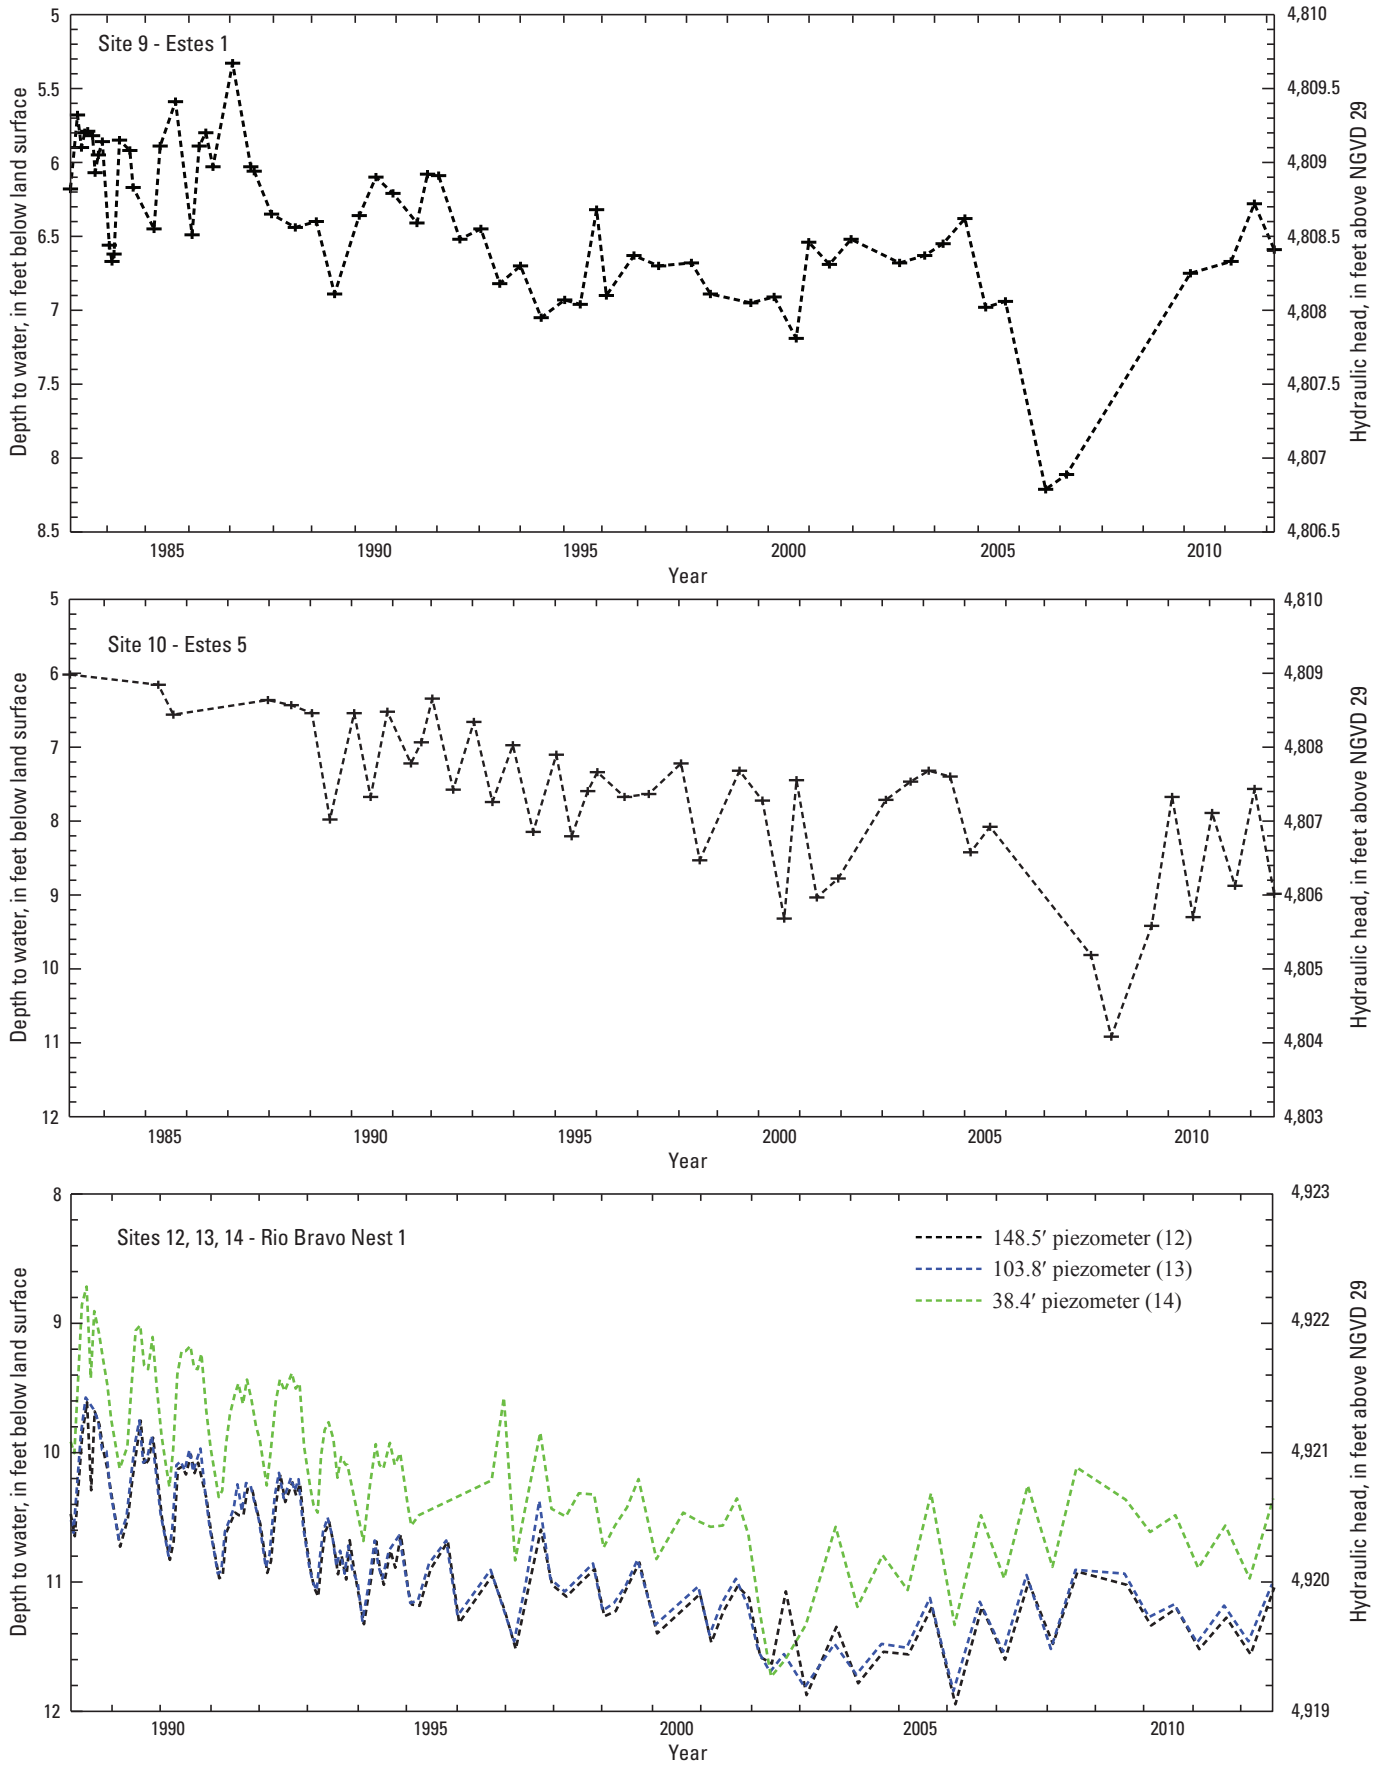 5
5.5
6
6.5
7
7.5
8
8.5
Depth to water, in feet below land surface
Site 9 - Estes 1
4,810
4,809.5
4,809
4,808.5
4,808
4,807.5
4,807
4,806.5
Hydraulic head, in feet above NGVD 29
1985 1990 1995 2000 2005 2010
Year
5
6
7
8
9
10
11
12
Depth to water, in feet below land surface
Site 10 - Estes 5
4,810
4,809
4,808
4,807
4,806
4,805
4,804
4,803
Hydraulic head, in feet above NGVD 29
1985 1990 1995 2000 2005 2010
Year
8
9
10
11
12
Depth to water, in feet below land surface
Sites 12, 13, 14 - Rio Bravo Nest 1
148.5′ piezometer (12)
103.8′ piezometer (13)
38.4′ piezometer (14)
4,923
4,922
4,921
4,920
4,919
Hydraulic head, in feet above NGVD 29
1990 1995 2000 2005 2010
Year